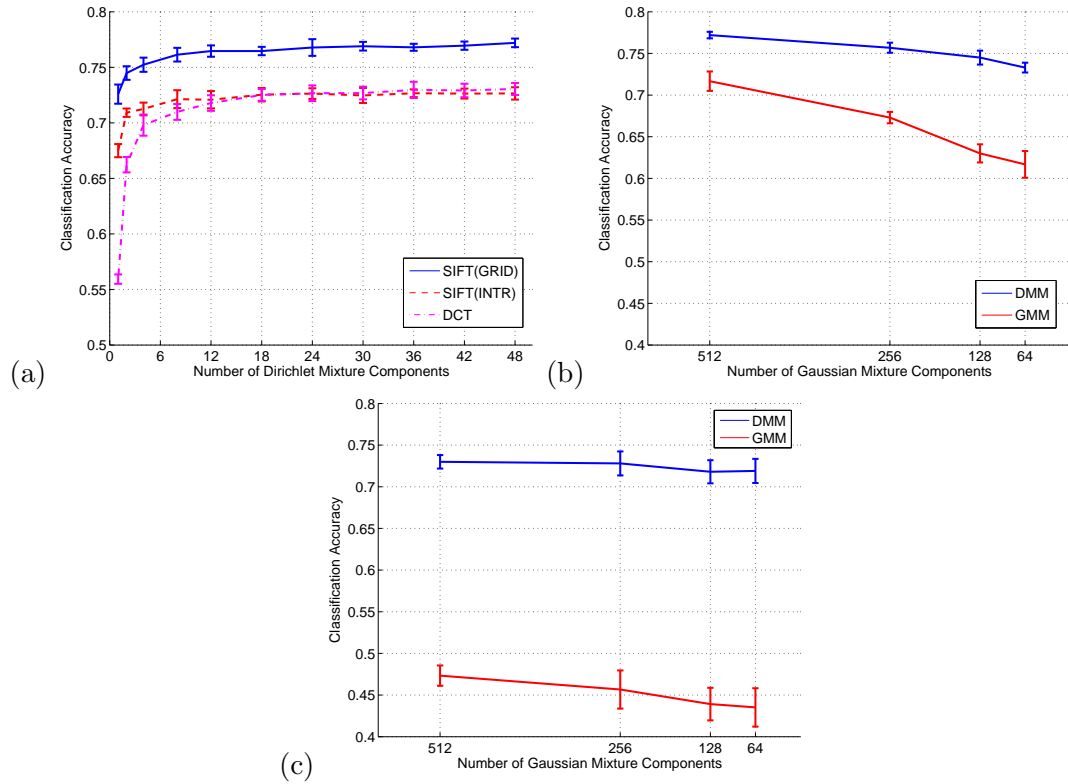 0.8
0.75
0.7
0.65
0.6
0.55
0.5
Classification Accuracy
0 6 12 18 24 30 36 42 48
Number of Dirichlet Mixture Components
SIFT(GRID)
SIFT(INTR)
DCT
(a)
0.8
0.75
0.7
0.65
0.6
0.55
0.5
0.45
0.4
Classification Accuracy
512 256 128 64
Number of Gaussian Mixture Components
DMM
GMM
(b)
0.8
0.75
0.7
0.65
0.6
0.55
0.5
0.45
0.4
Classification Accuracy
512 256 128 64
Number of Gaussian Mixture Components
DMM
GMM
(c)